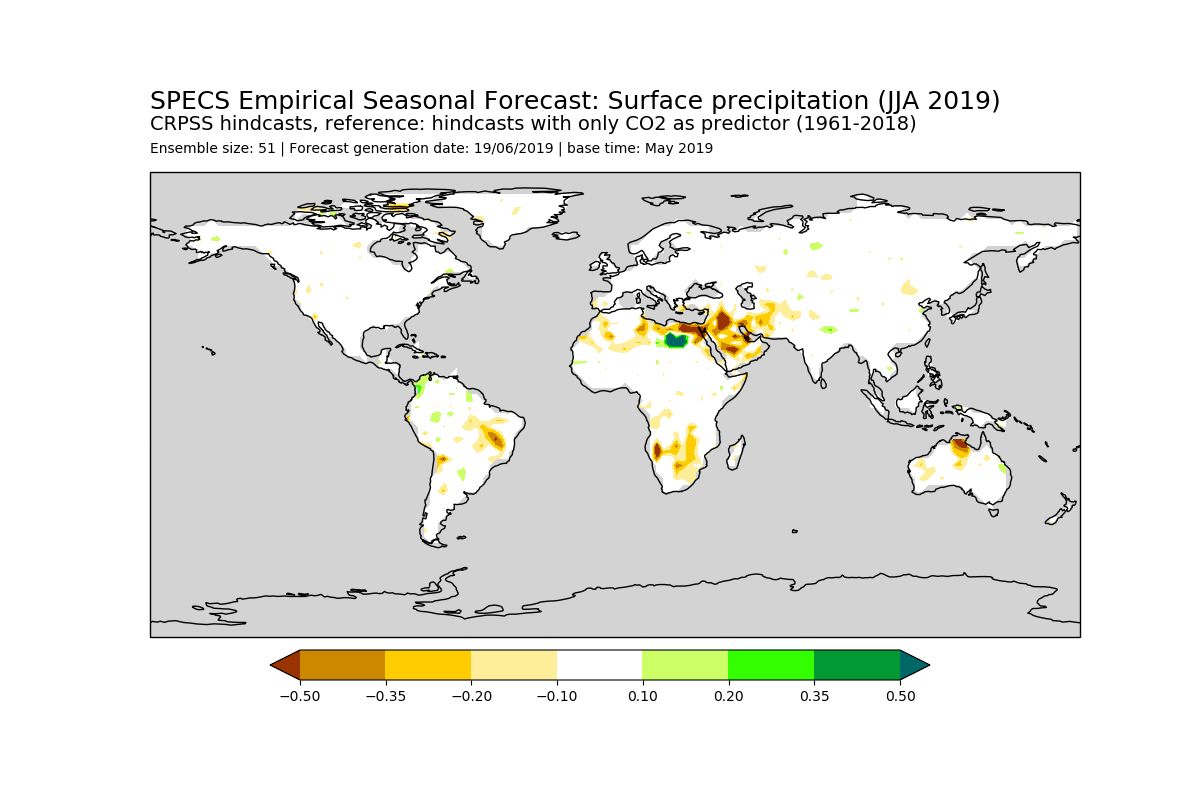 SPECS Empirical Seasonal Forecast: Surface precipitation (JJA 2019)
CRPSS hindcasts, reference: hindcasts with only CO2 as predictor (1961-2018)
Ensemble size: 51 | Forecast generation date: 19/06/2019 | base time: May 2019
−0.50 −0.35 −0.20 −0.10 0.10 0.20 0.35 0.50